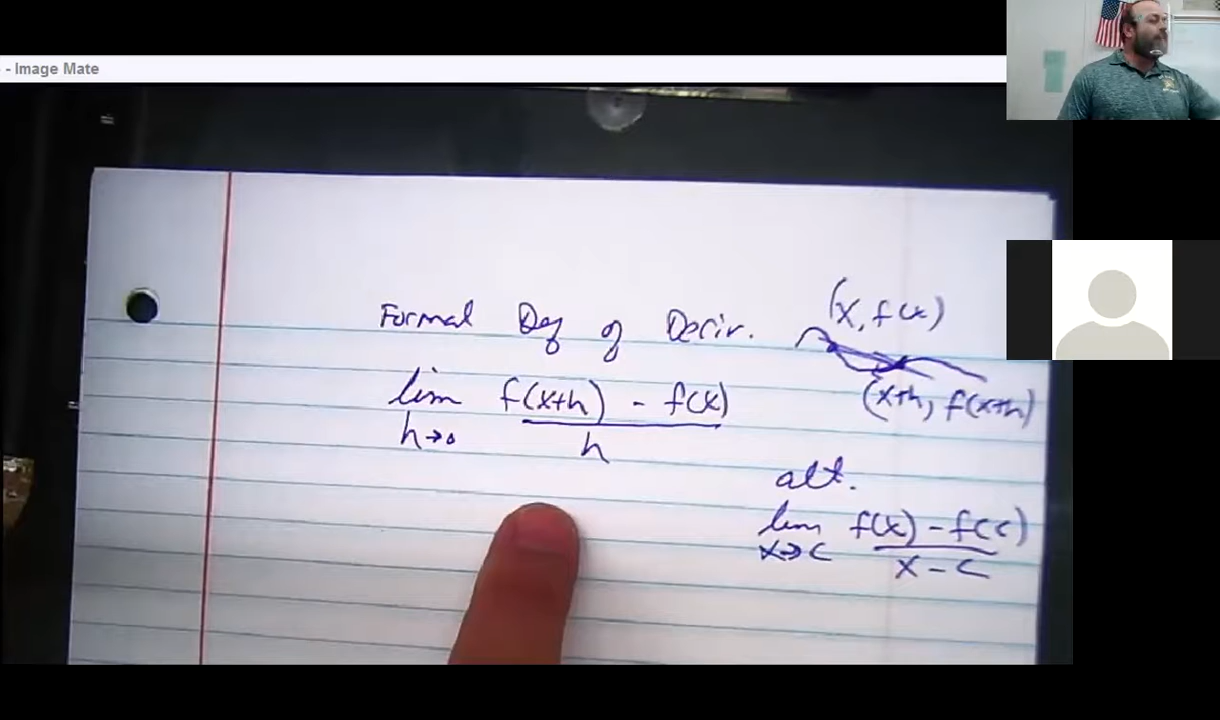 - Image Mate
Formal Def of Deriv.
(x, f(x)
lim f(x+h) - f(x)
h→0 h
(x+h, f(x+h)
alt.
lim f(x) - f(c)
x→c x - c